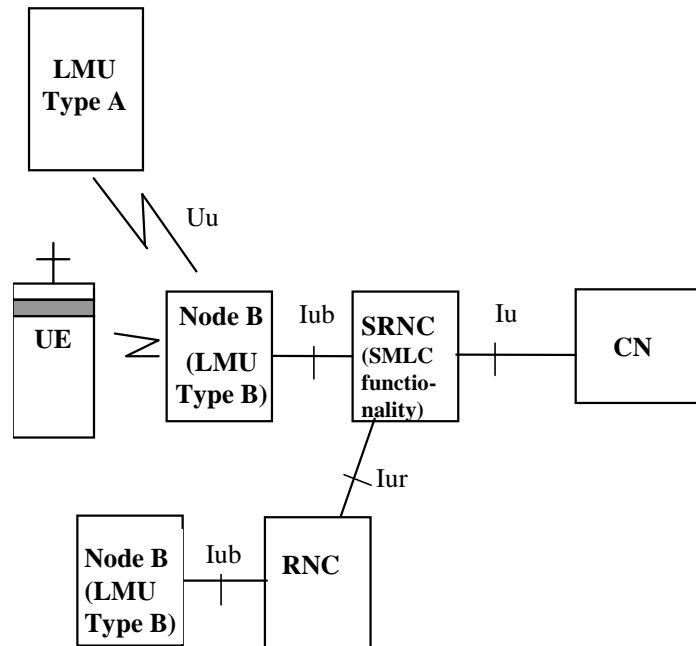 LMU
Type A
Uu
UE
Node B
(LMU
Type B)
Iub
SRNC
(SMLC
functio-
nality)
Iu
CN
Iur
Node B
(LMU
Type B)
Iub
RNC